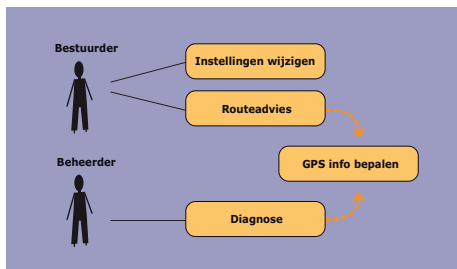 Bestuurder
Instellingen wijzigen
Routeadvies
GPS info bepalen
Beheerder
Diagnose